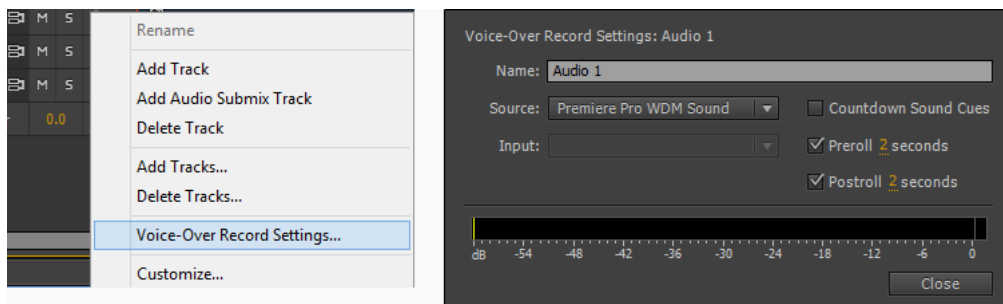 M S
M S
M S
0.0
Rename
Add Track
Add Audio Submix Track
Delete Track
Add Tracks...
Delete Tracks...
Voice-Over Record Settings...
Customize...
Voice-Over Record Settings: Audio 1
Name: Audio 1
Source: Premiere Pro WDM Sound Countdown Sound Cues
Input: Preroll 2 seconds
Postroll 2 seconds
dB -54 -48 -42 -36 -30 -24 -18 -12 -6 0
Close